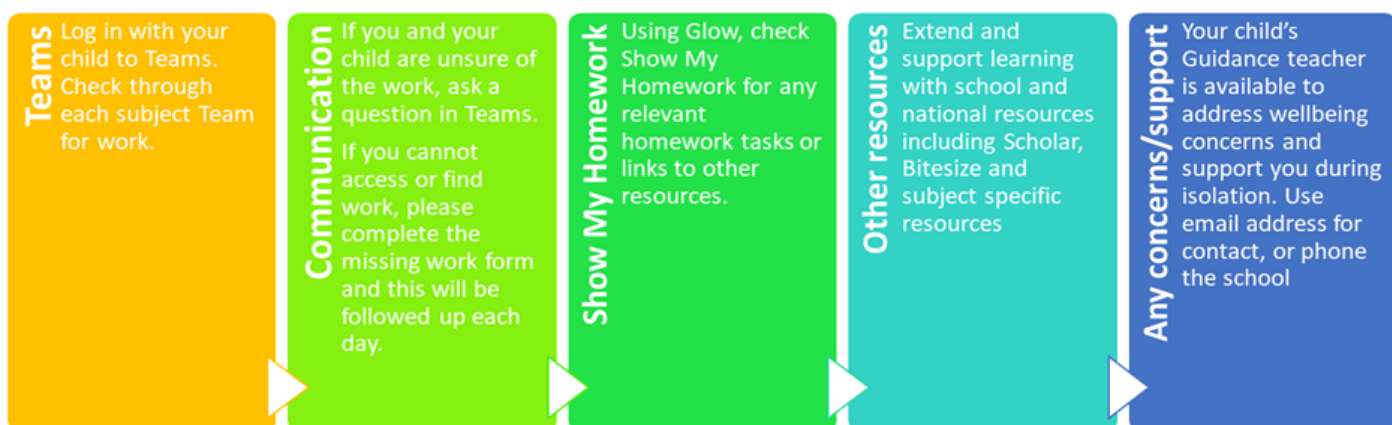 Teams
Log in with your
child to Teams.
Check through
each subject Team
for work.
Communication
If you and your
child are unsure of
the work, ask a
question in Teams.
If you cannot
access or find
work, please
complete the
missing work form
and this will be
followed up each
day.
Show My Homework
Using Glow, check
Show My
Homework for any
relevant
homework tasks or
links to other
resources.
Other resources
Extend and
support learning
with school and
national resources
including Scholar,
Bitesize and
subject specific
resources
Any concerns/support
Your child’s
Guidance teacher
is available to
address wellbeing
concerns and
support you during
isolation. Use
email address for
contact, or phone
the school